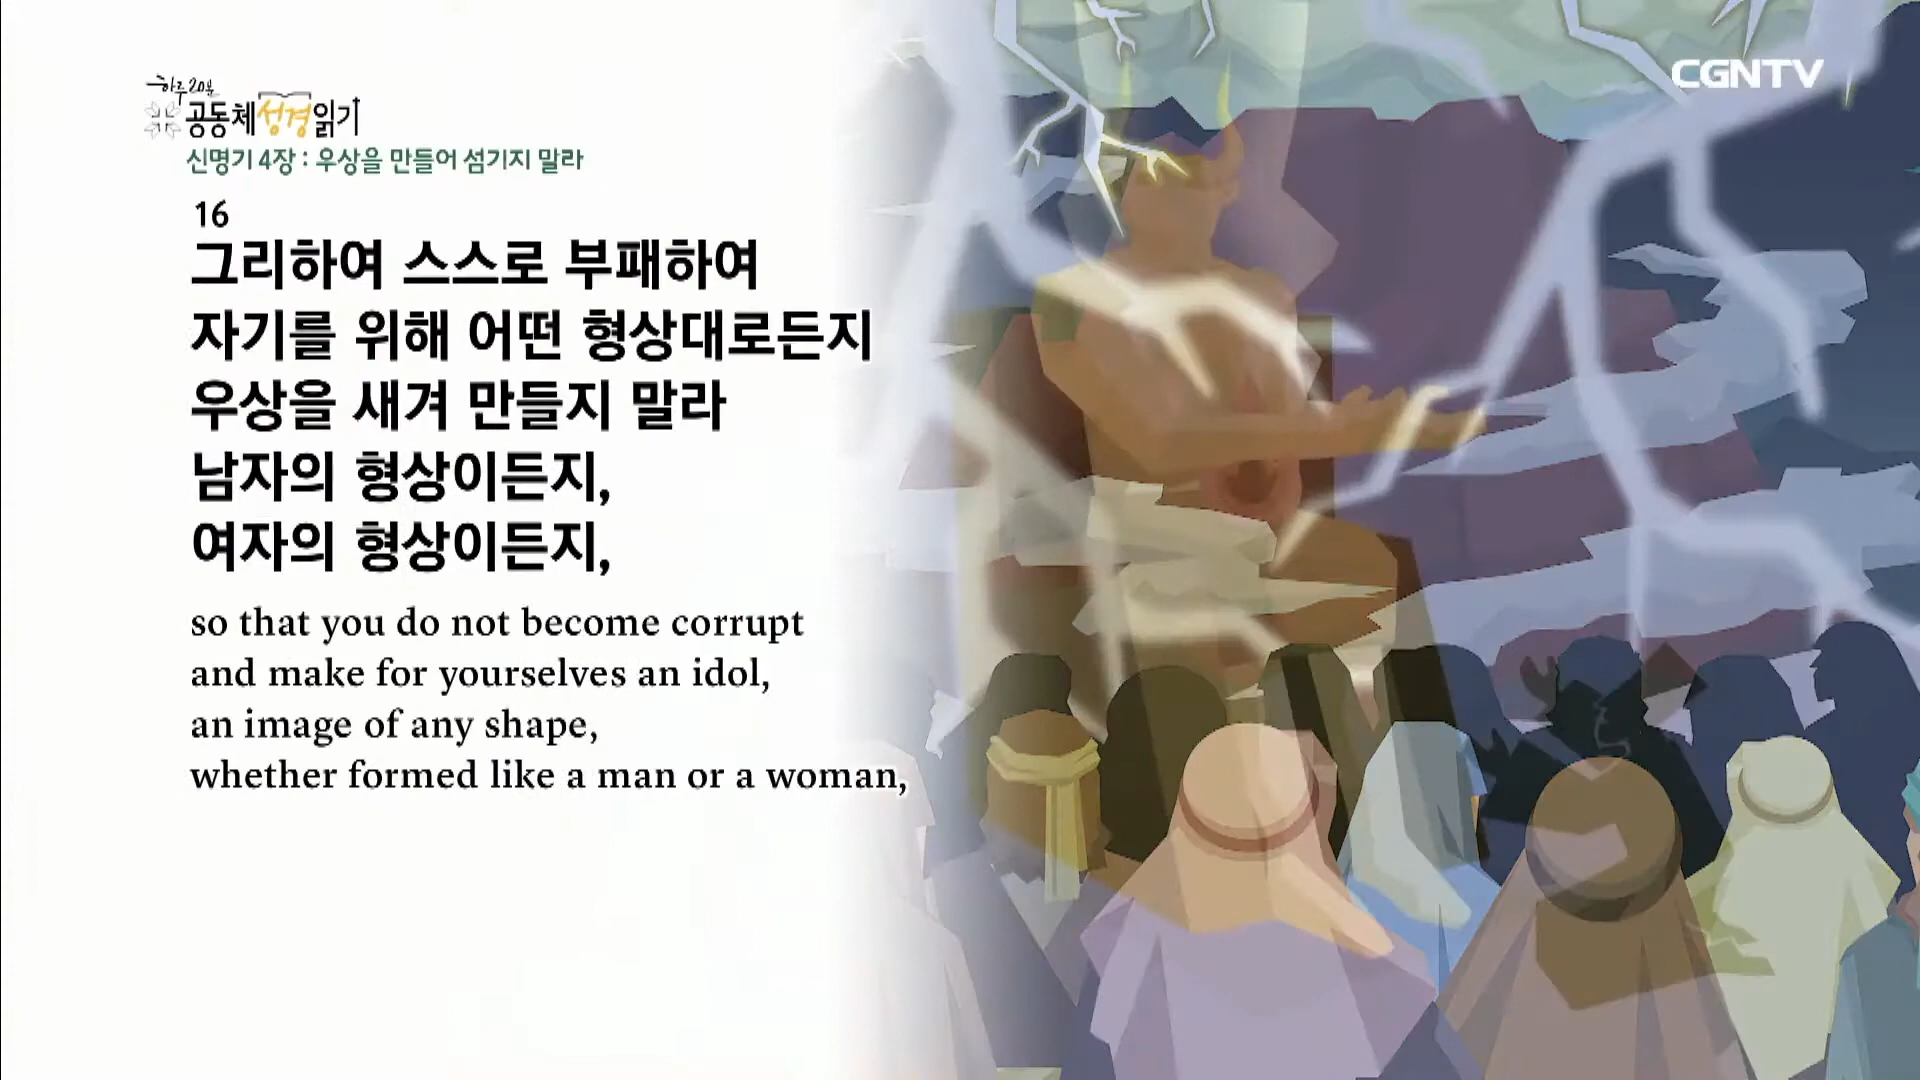 하루 20분
공동체성경읽기
신명기 4장 : 우상을 만들어 섬기지 말라
CGNTV
16
그리하여 스스로 부패하여
자기를 위해 어떤 형상대로든지
우상을 새겨 만들지 말라
남자의 형상이든지,
여자의 형상이든지,
so that you do not become corrupt
and make for yourselves an idol,
an image of any shape,
whether formed like a man or a woman,